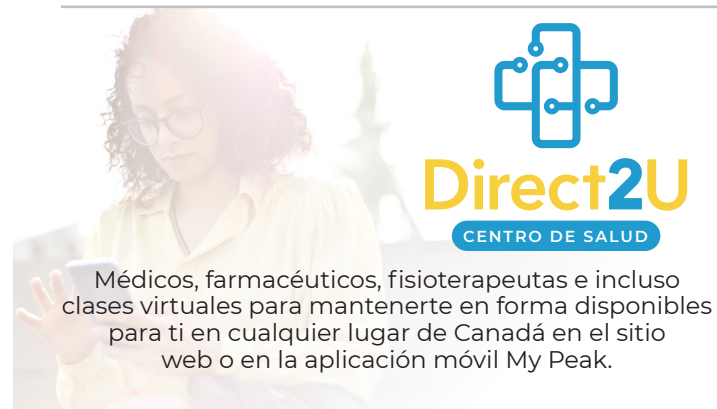 Direct2U
CENTRO DE SALUD
Médicos, farmacéuticos, fisioterapeutas e incluso
clases virtuales para mantenerte en forma disponibles
para ti en cualquier lugar de Canadá en el sitio
web o en la aplicación móvil My Peak.